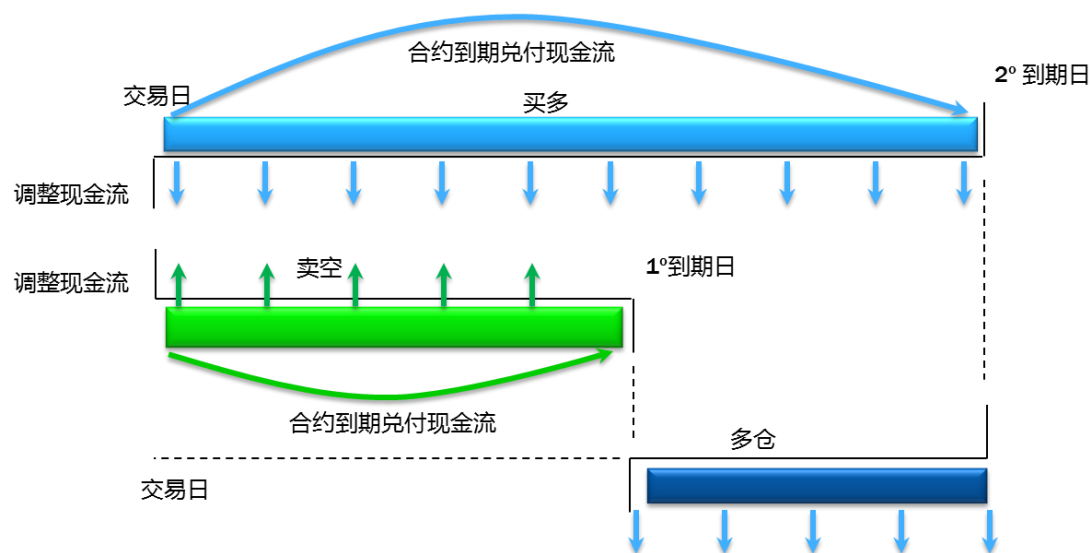 合约到期兑付现金流
2º 到期日
交易日
买多
调整现金流
卖空
1º到期日
调整现金流
合约到期兑付现金流
多仓
交易日